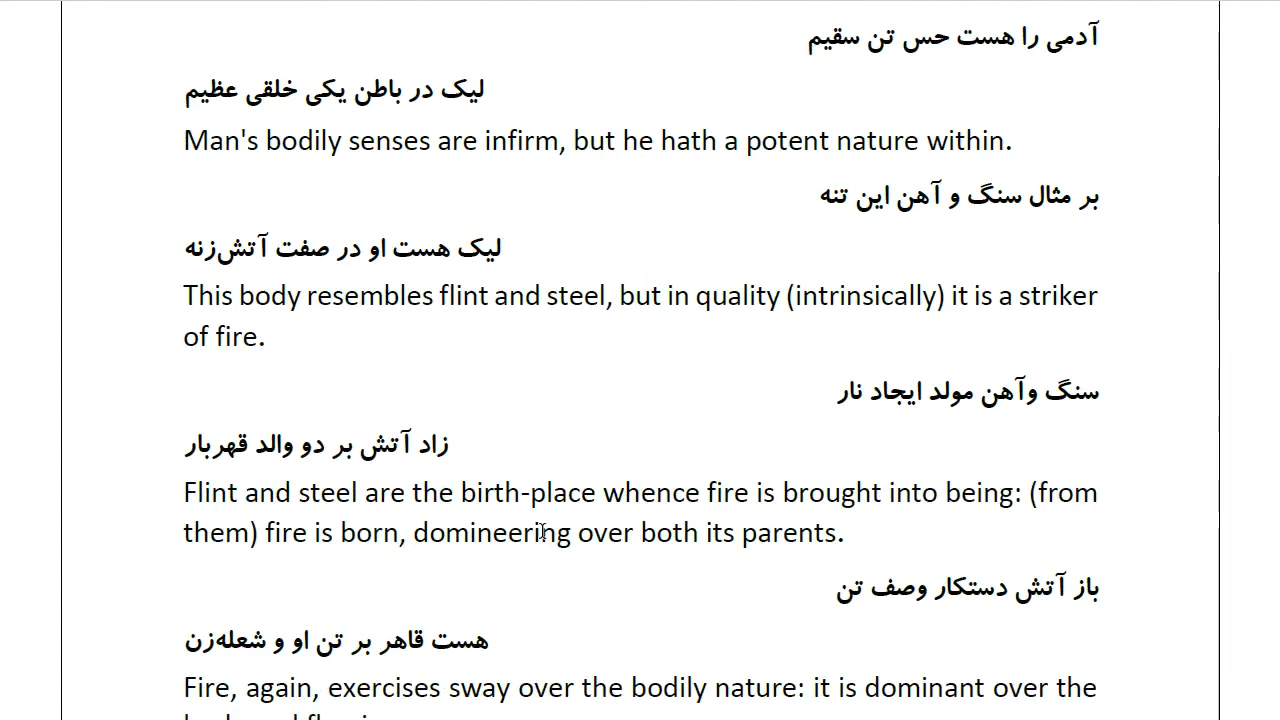 آدمی را هست حس تن سقیم
لیک در باطن یکی خلقی عظیم
Man's bodily senses are infirm, but he hath a potent nature within.
بر مثال سنگ و آهن این تنه
لیک هست او در صفت آتش‌زنه
This body resembles flint and steel, but in quality (intrinsically) it is a striker
of fire.
سنگ وآهن مولد ایجاد نار
زاد آتش بر دو والد قهربار
Flint and steel are the birth-place whence fire is brought into being: (from
them) fire is born, domineering over both its parents.
باز آتش دستکار وصف تن
هست قاهر بر تن او و شعله‌زن
Fire, again, exercises sway over the bodily nature: it is dominant over the